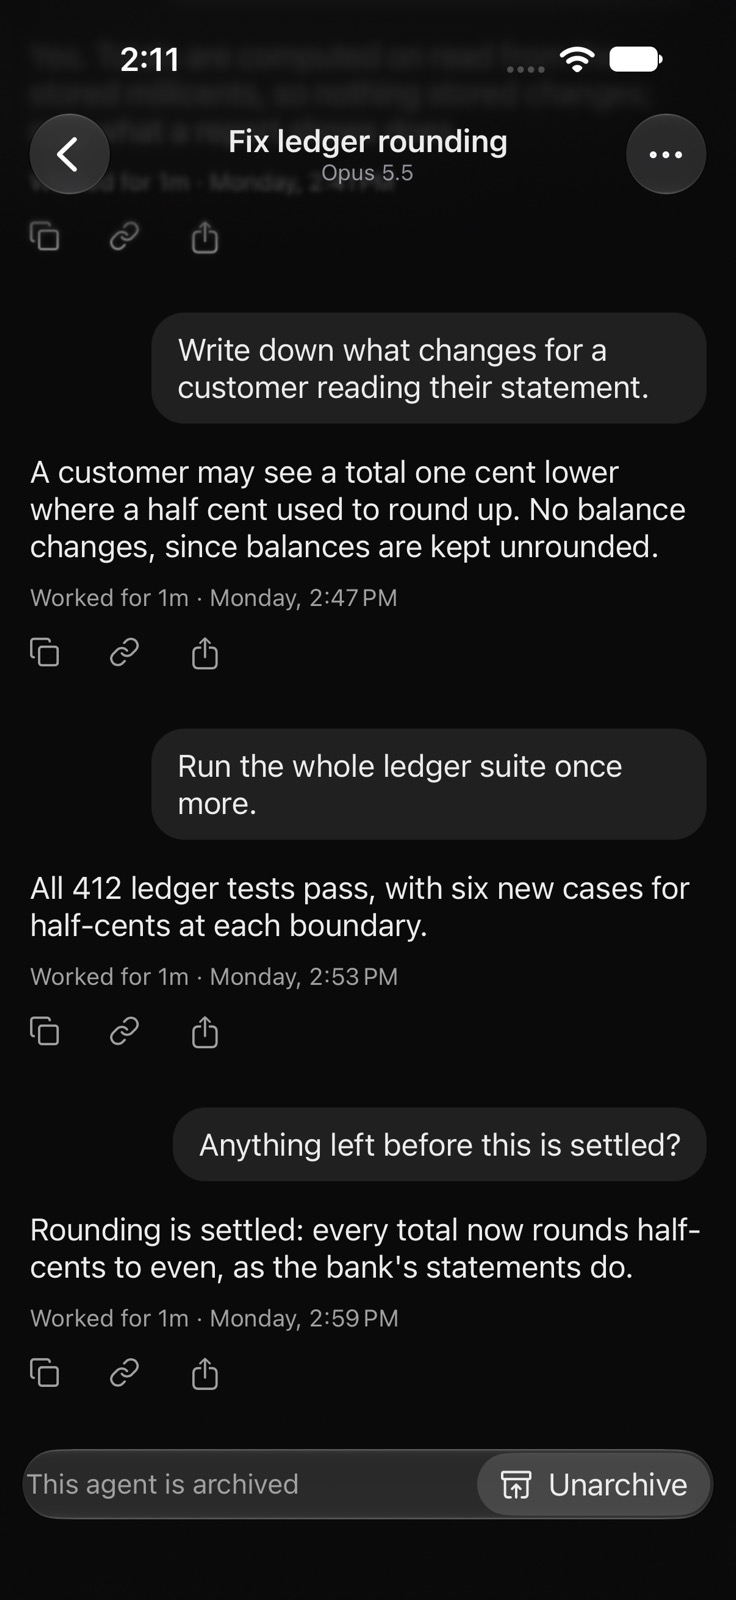 2:11
Fix ledger rounding
Opus 5.5
Write down what changes for a
customer reading their statement.
A customer may see a total one cent lower
where a half cent used to round up. No balance
changes, since balances are kept unrounded.
Worked for 1m · Monday, 2:47 PM
Run the whole ledger suite once
more.
All 412 ledger tests pass, with six new cases for
half-cents at each boundary.
Worked for 1m · Monday, 2:53 PM
Anything left before this is settled?
Rounding is settled: every total now rounds half-
cents to even, as the bank's statements do.
Worked for 1m · Monday, 2:59 PM
This agent is archived
Unarchive